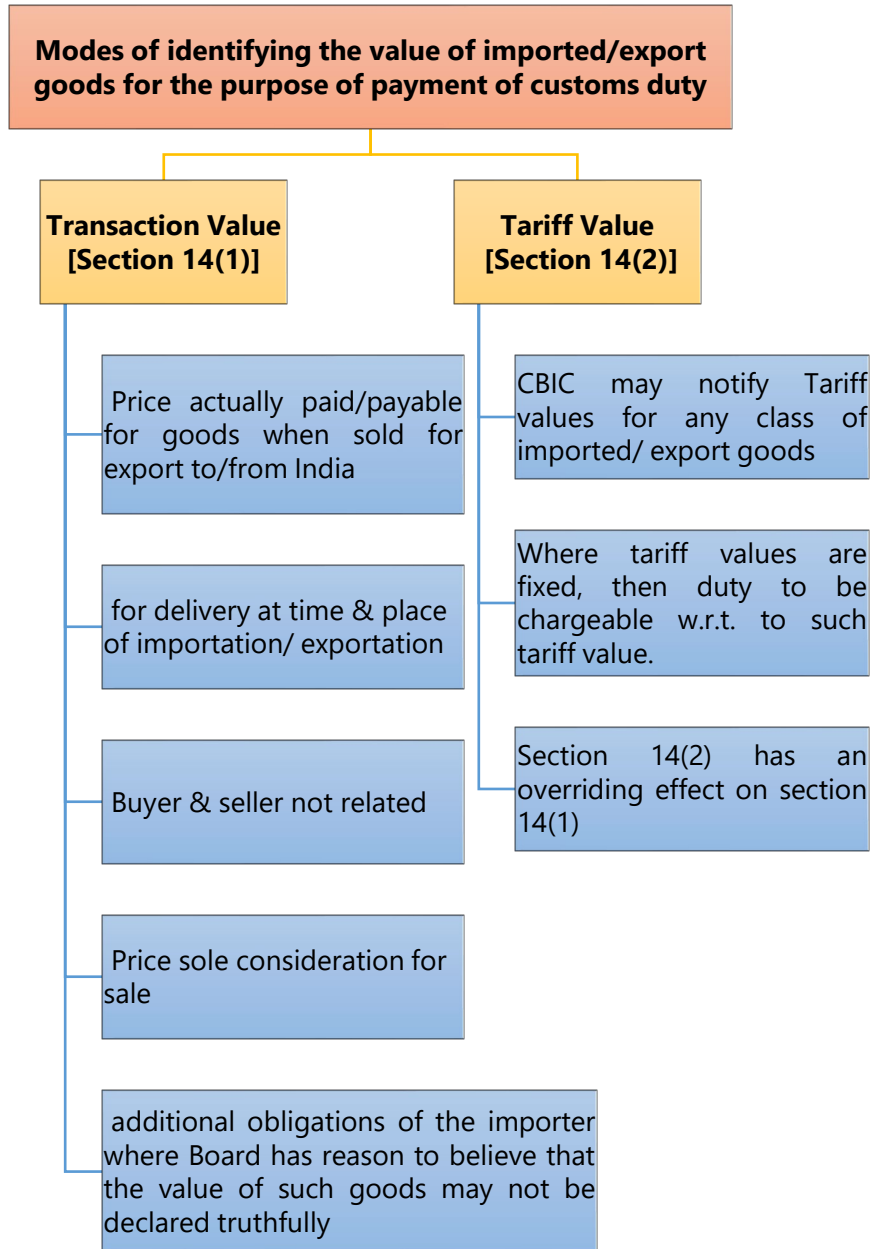 Modes of identifying the value of imported/export
goods for the purpose of payment of customs duty
Transaction Value
[Section 14(1)]
Price actually paid/payable
for goods when sold for
export to/from India
for delivery at time & place
of importation/ exportation
Buyer & seller not related
Price sole consideration for
sale
additional obligations of the importer
where Board has reason to believe that
the value of such goods may not be
declared truthfully
Tariff Value
[Section 14(2)]
CBIC may notify Tariff
values for any class of
imported/ export goods
Where tariff values are
fixed, then duty to be
chargeable w.r.t. to such
tariff value.
Section 14(2) has an
overriding effect on section
14(1)